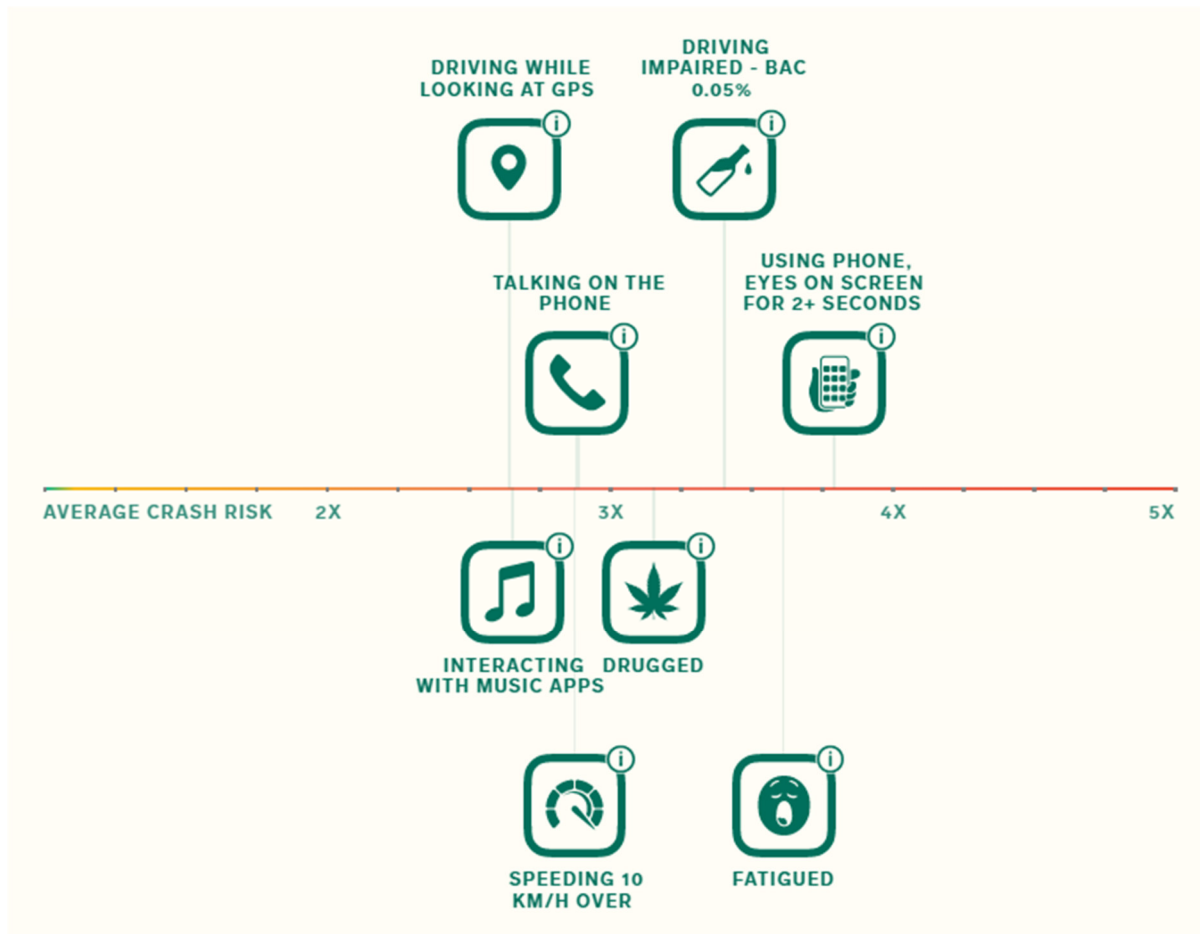 DRIVING WHILE
LOOKING AT GPS
DRIVING
IMPAIRED - BAC
0.05%
i
i
TALKING ON THE
PHONE
USING PHONE,
EYES ON SCREEN
FOR 2+ SECONDS
i
i
AVERAGE CRASH RISK 2X 3X 4X 5X
i
i
INTERACTING
WITH MUSIC APPS
DRUGGED
i
i
SPEEDING 10
KM/H OVER
FATIGUED